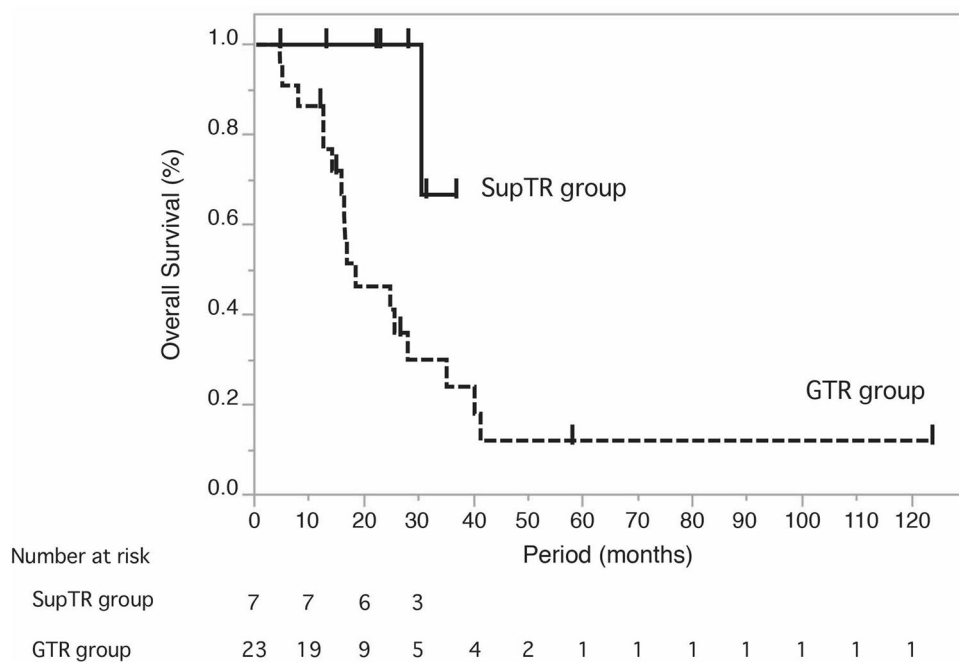 Overall Survival (%)
1.0
0.8
0.6
0.4
0.2
0.0
SupTR group
GTR group
0 10 20 30 40 50 60 70 80 90 100 110 120
Period (months)
Number at risk
SupTR group 7 7 6 3
GTR group 23 19 9 5 4 2 1 1 1 1 1 1 1